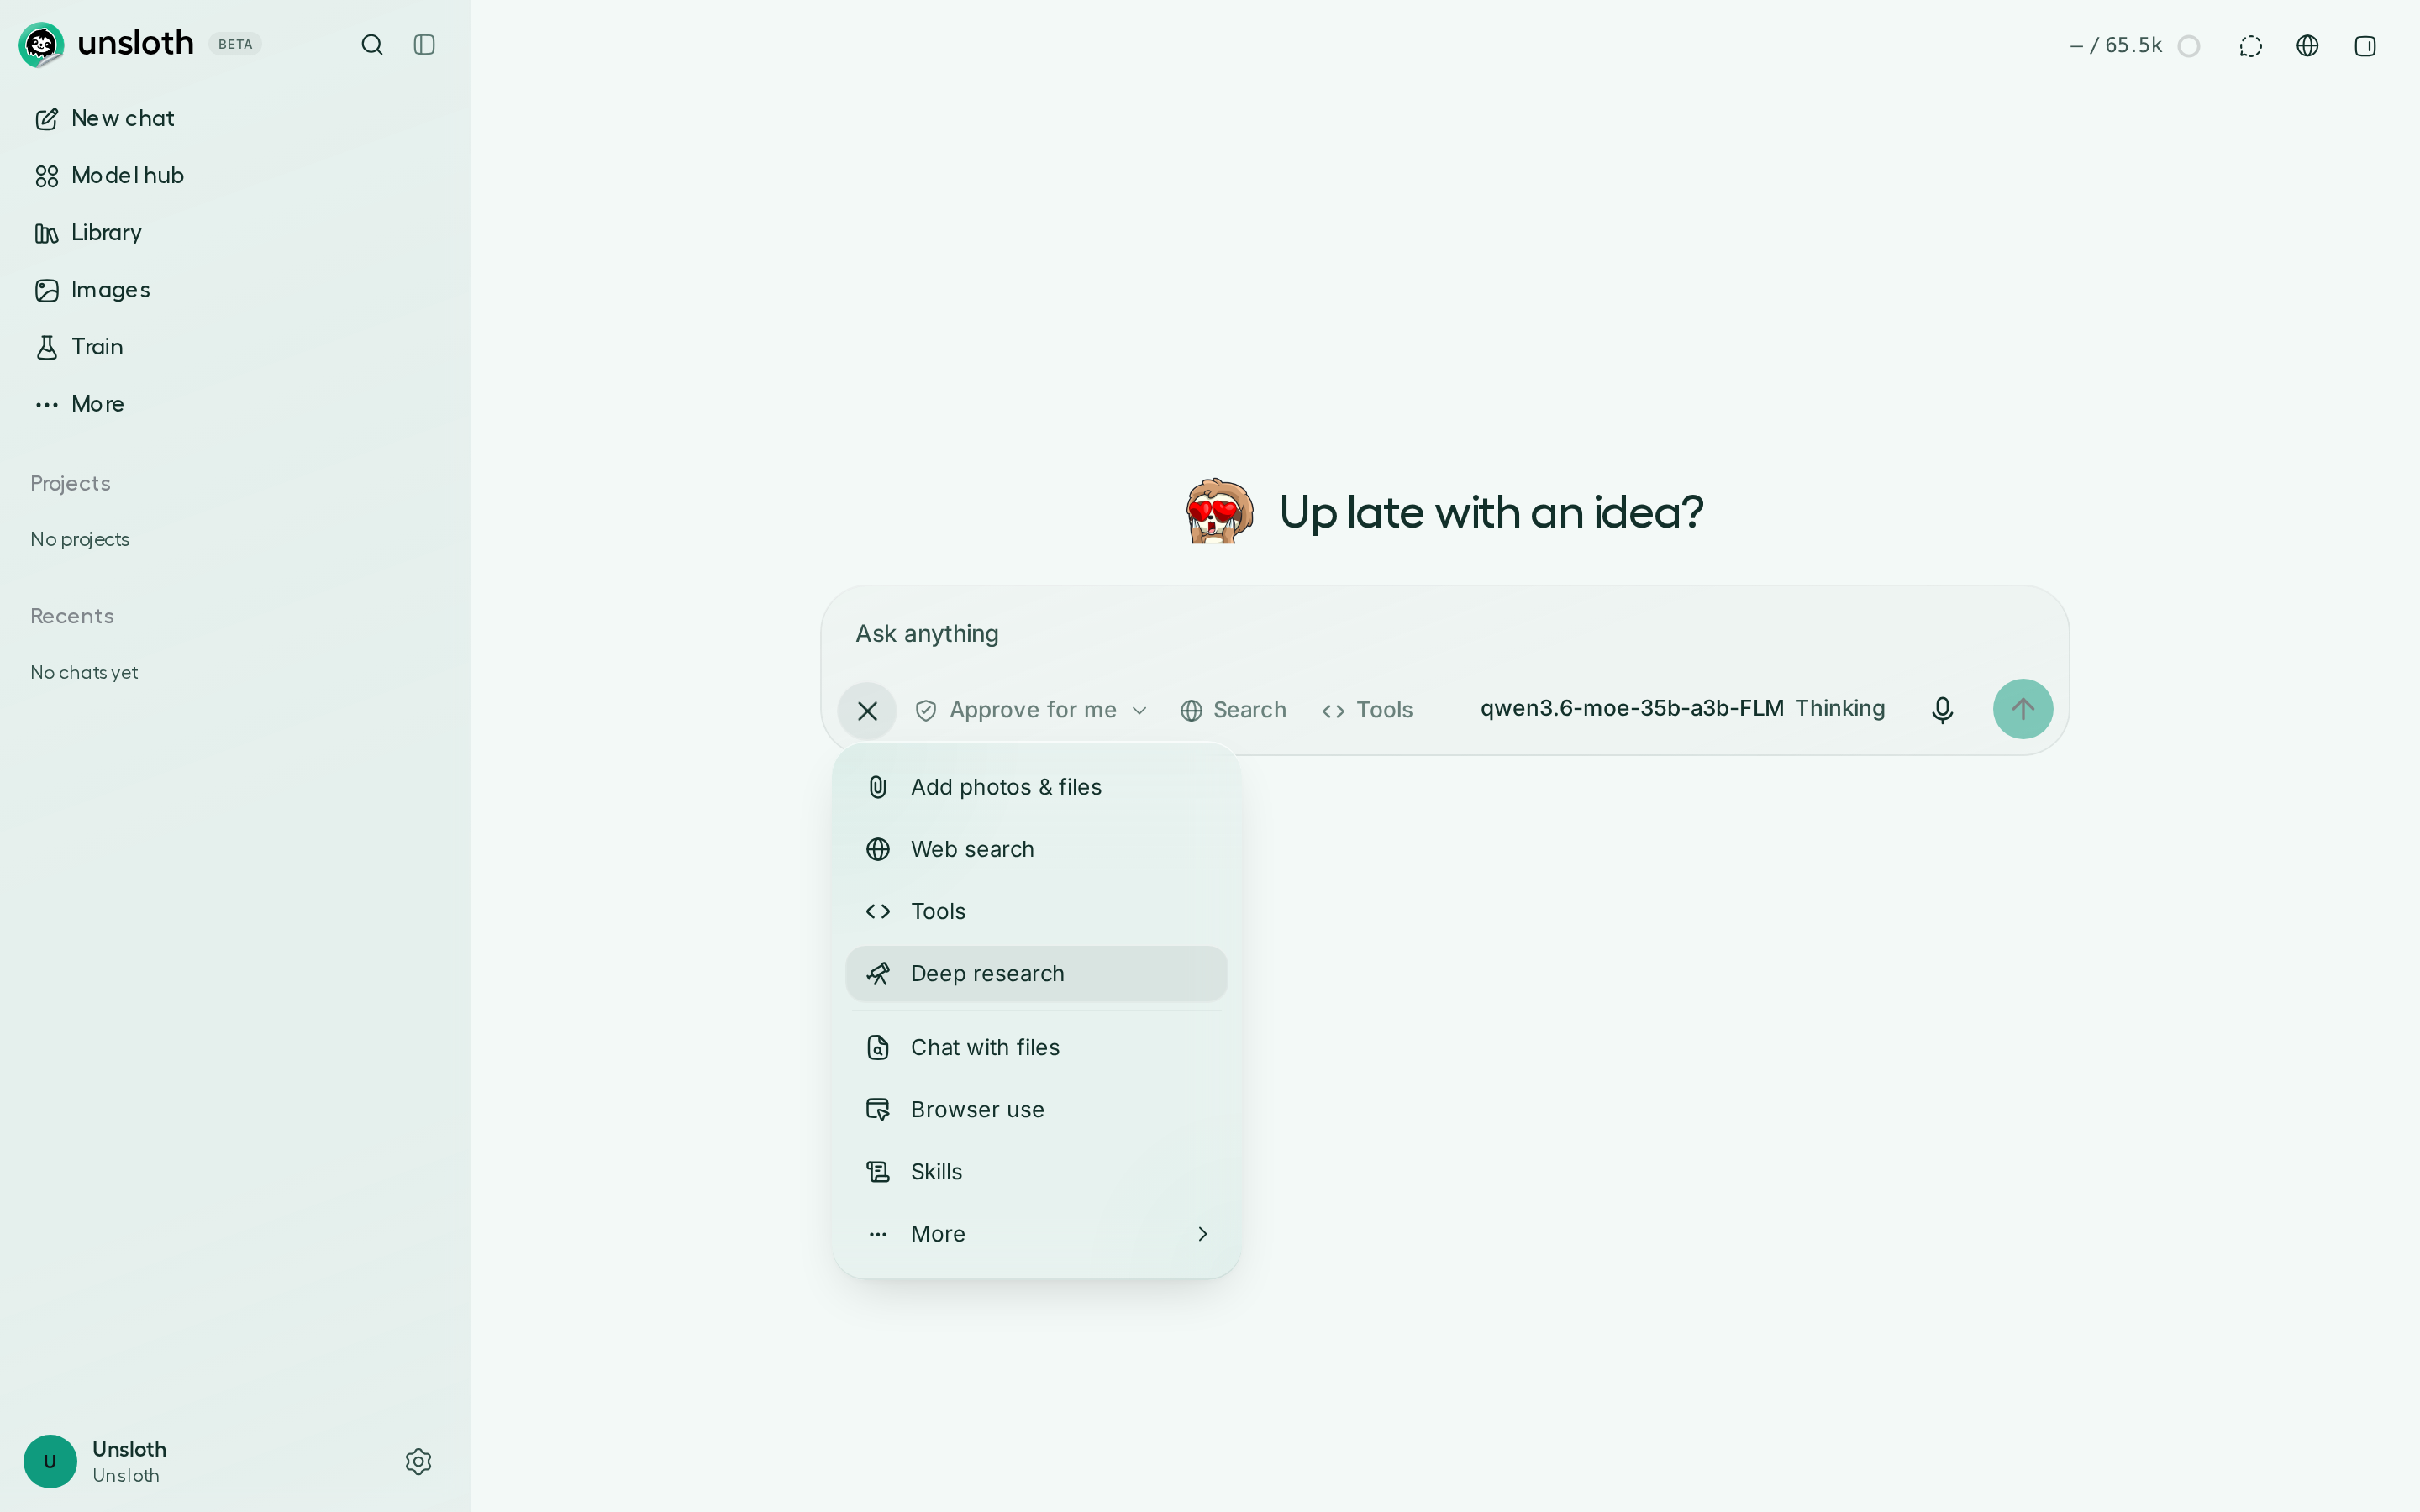 unsloth BETA
— / 65.5k
New chat
Model hub
Library
Images
Train
More
Projects
No projects
Recents
No chats yet
Up late with an idea?
Ask anything
Approve for me Search Tools qwen3.6-moe-35b-a3b-FLM Thinking
Add photos & files
Web search
Tools
Deep research
Chat with files
Browser use
Skills
More
U
Unsloth
Unsloth